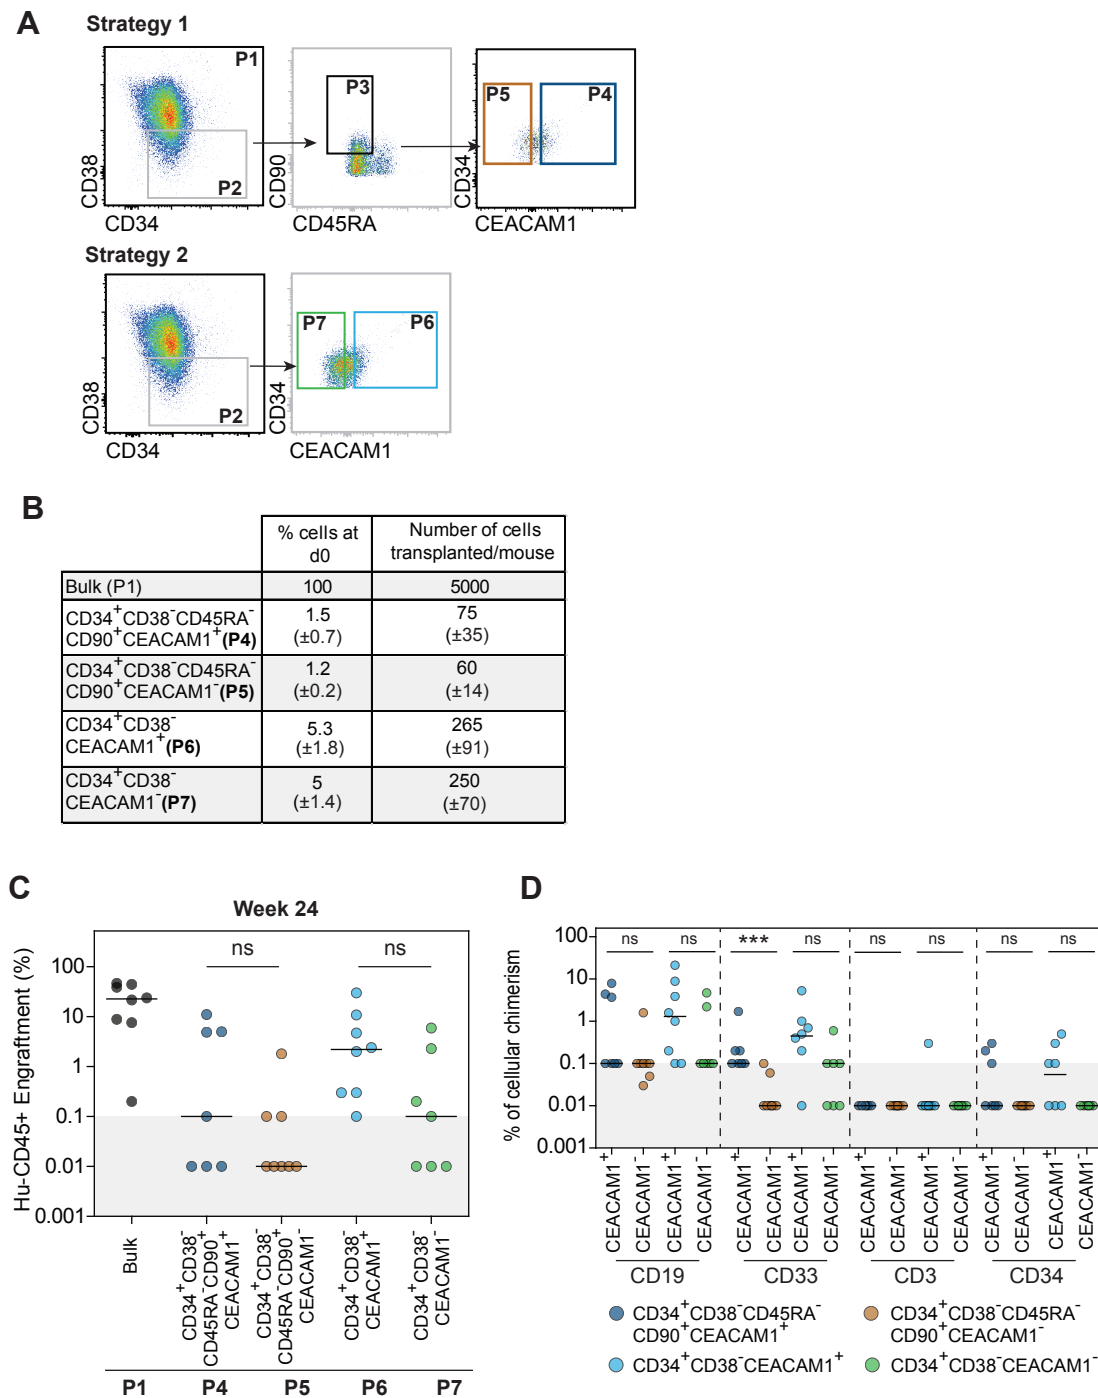 A
Strategy 1
P1
P2
CD38
CD34
P3
CD90
CD45RA
P5
P4
CD34
CEACAM1
Strategy 2
P2
CD38
CD34
P7
P6
CD34
CEACAM1
B
% cells at d0
Number of cells transplanted/mouse
Bulk (P1) 100 5000
CD34⁺CD38⁻CD45RA⁻ 1.5 75
CD90⁺CEACAM1⁺(P4) (±0.7) (±35)
CD34⁺CD38⁻CD45RA⁻ 1.2 60
CD90⁺CEACAM1⁻(P5) (±0.2) (±14)
CD34⁺CD38⁻ 5.3 265
CEACAM1⁺(P6) (±1.8) (±91)
CD34⁺CD38⁻ 5 250
CEACAM1⁻(P7) (±1.4) (±70)
C
Week 24
Hu-CD45+ Engraftment (%)
ns
ns
100
10
1
0.1
0.01
0.001
Bulk
CD34⁺CD38⁻
CD45RA⁻CD90⁺
CEACAM1⁺
CD34⁺CD38⁻
CD45RA⁻CD90⁺
CEACAM1⁻
CD34⁺CD38⁻
CEACAM1⁺
CD34⁺CD38⁻
CEACAM1⁻
P1 P4 P5 P6 P7
D
% of cellular chimerism
ns ns *** ns ns ns ns ns
100
10
1
0.1
0.01
0.001
CEACAM1⁺
CEACAM1⁻
CEACAM1⁺
CEACAM1⁻
CEACAM1⁺
CEACAM1⁻
CEACAM1⁺
CEACAM1⁻
CEACAM1⁺
CEACAM1⁻
CEACAM1⁺
CEACAM1⁻
CEACAM1⁺
CEACAM1⁻
CEACAM1⁺
CEACAM1⁻
CD19 CD33 CD3 CD34
CD34⁺CD38⁻CD45RA⁻
CD90⁺CEACAM1⁺
CD34⁺CD38⁻CD45RA⁻
CD90⁺CEACAM1⁻
CD34⁺CD38⁻CEACAM1⁺
CD34⁺CD38⁻CEACAM1⁻